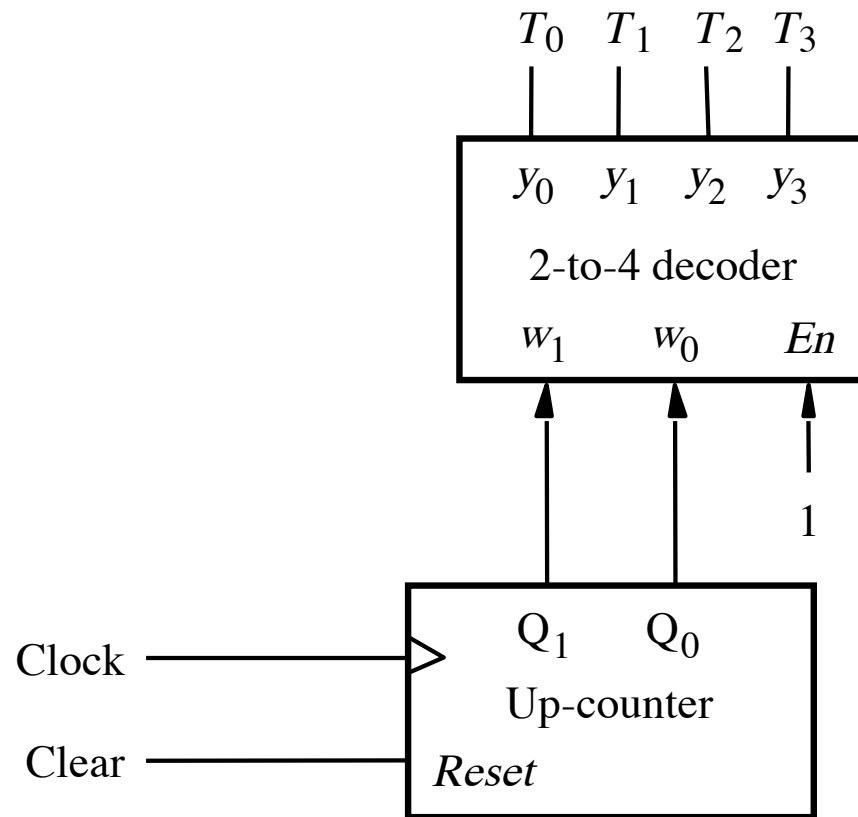 T0 T1 T2 T3
y0 y1 y2 y3
2-to-4 decoder
w1 w0 En
1
Q1 Q0
Clock
Up-counter
Clear
Reset